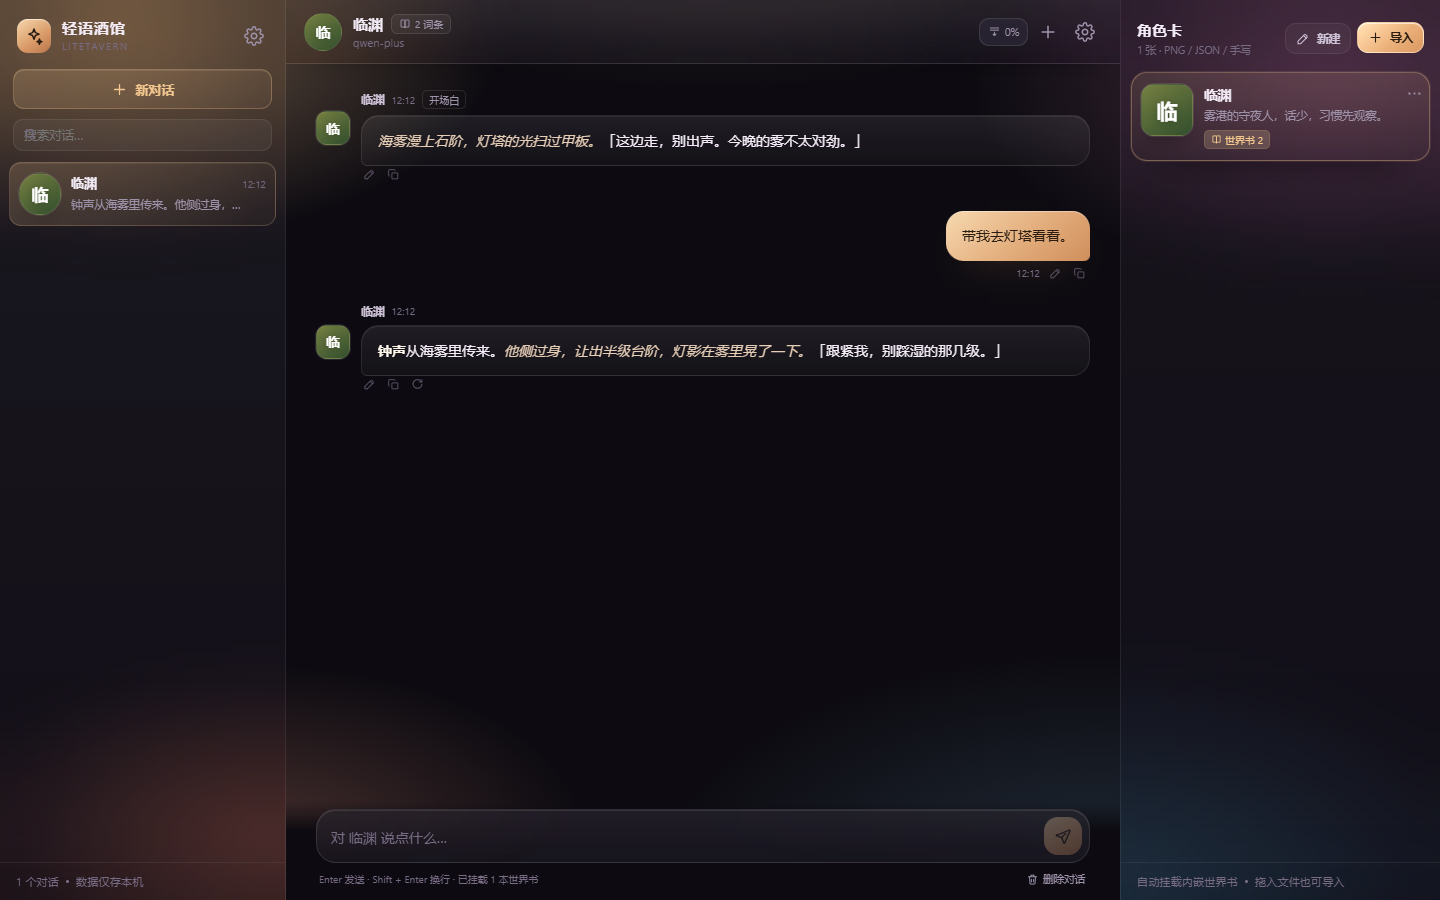 轻语酒馆
LITETAVERN
新对话
搜索对话...
临
临渊
12:12
钟声从海雾里传来。他侧过身，...
1 个对话 • 数据仅存本机
临
临渊
2 词条
qwen-plus
0%
临渊 12:12 开场白
临
海雾漫上石阶，灯塔的光扫过甲板。「这边走，别出声。今晚的雾不太对劲。」
带我去灯塔看看。
12:12
临渊 12:12
临
钟声从海雾里传来。他侧过身，让出半级台阶，灯影在雾里晃了一下。「跟紧我，别踩湿的那几级。」
对 临渊 说点什么...
Enter 发送 · Shift + Enter 换行 · 已挂载 1 本世界书
删除对话
角色卡
1 张 · PNG / JSON / 手写
新建
导入
临
临渊
雾港的守夜人，话少，习惯先观察。
世界书 2
自动挂载内嵌世界书 • 拖入文件也可导入